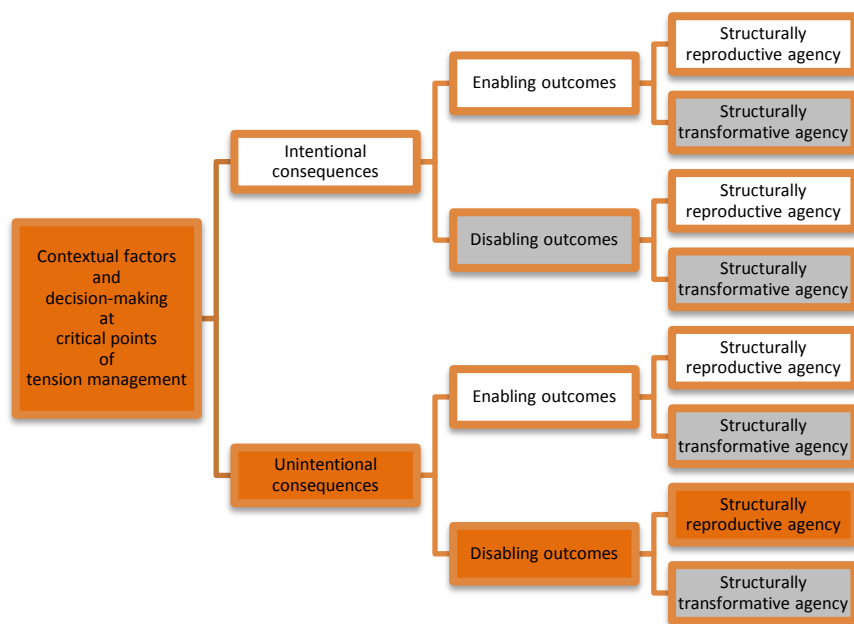 Contextual factors
and
decision-making
at
critical points
of
tension management
Intentional
consequences
Enabling outcomes
Structurally
reproductive agency
Structurally
transformative agency
Disabling outcomes
Structurally
reproductive agency
Structurally
transformative agency
Unintentional
consequences
Enabling outcomes
Structurally
reproductive agency
Structurally
transformative agency
Disabling outcomes
Structurally
reproductive agency
Structurally
transformative agency